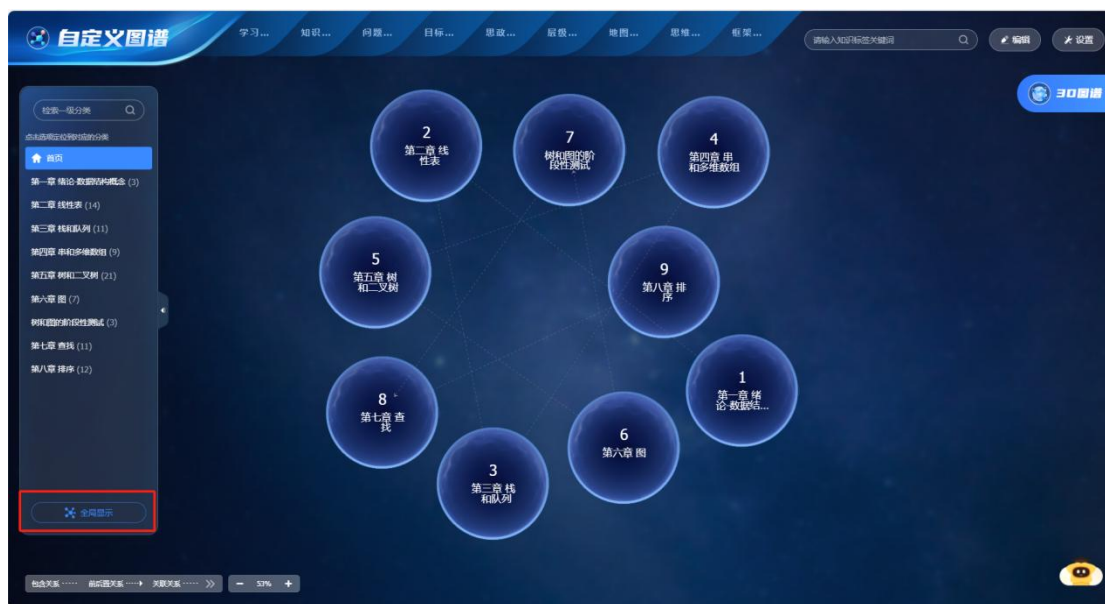 自定义图谱
学习...
知识...
问题...
目标...
思政...
层级...
地图...
思维...
框架...
请输入知识标签关键词
编辑
设置
3D图谱
检索一级分类
点击选项定位到对应的分类
首页
第一章 绪论-数据结构概念 (3)
第二章 线性表 (14)
第三章 栈和队列 (11)
第四章 串和多维数组 (9)
第五章 树和二叉树 (21)
第六章 图 (7)
树和图的阶段性测试 (3)
第七章 查找 (11)
第八章 排序 (12)
全局显示
2
第二章 线
性表
7
树和图的阶
段性测试
4
第四章 串
和多维数组
5
第五章 树
和二叉树
9
第八章 排
序
1
第一章 绪
论-数据结...
8
第七章 查
找
6
第六章 图
3
第三章 栈
和队列
包含关系 前后置关系 关联关系
53%